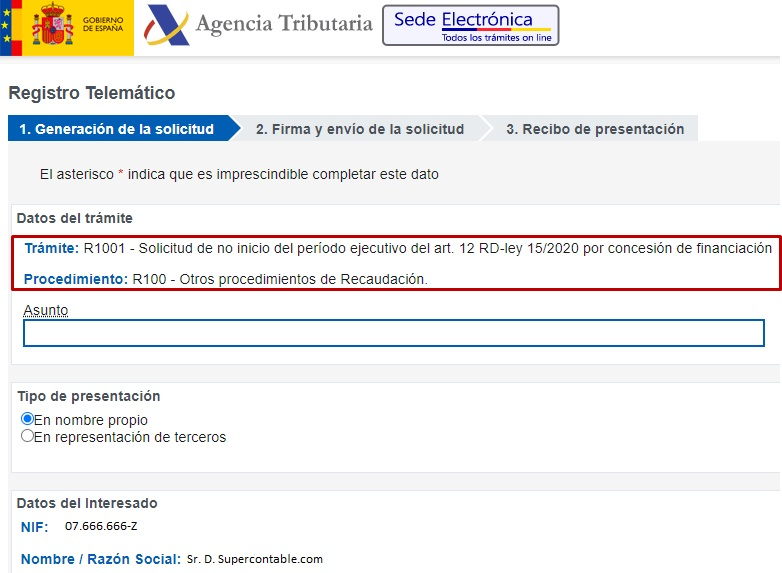 GOBIERNO
DE ESPAÑA
Agencia Tributaria
Sede Electrónica
Todos los trámites on line
Registro Telemático
1. Generación de la solicitud
2. Firma y envío de la solicitud
3. Recibo de presentación
El asterisco * indica que es imprescindible completar este dato
Datos del trámite
Trámite: R1001 - Solicitud de no inicio del período ejecutivo del art. 12 RD-ley 15/2020 por concesión de financiación
Procedimiento: R100 - Otros procedimientos de Recaudación.
Asunto
Tipo de presentación
En nombre propio
En representación de terceros
Datos del Interesado
NIF: 07.666.666-Z
Nombre / Razón Social: Sr. D. Supercontable.com